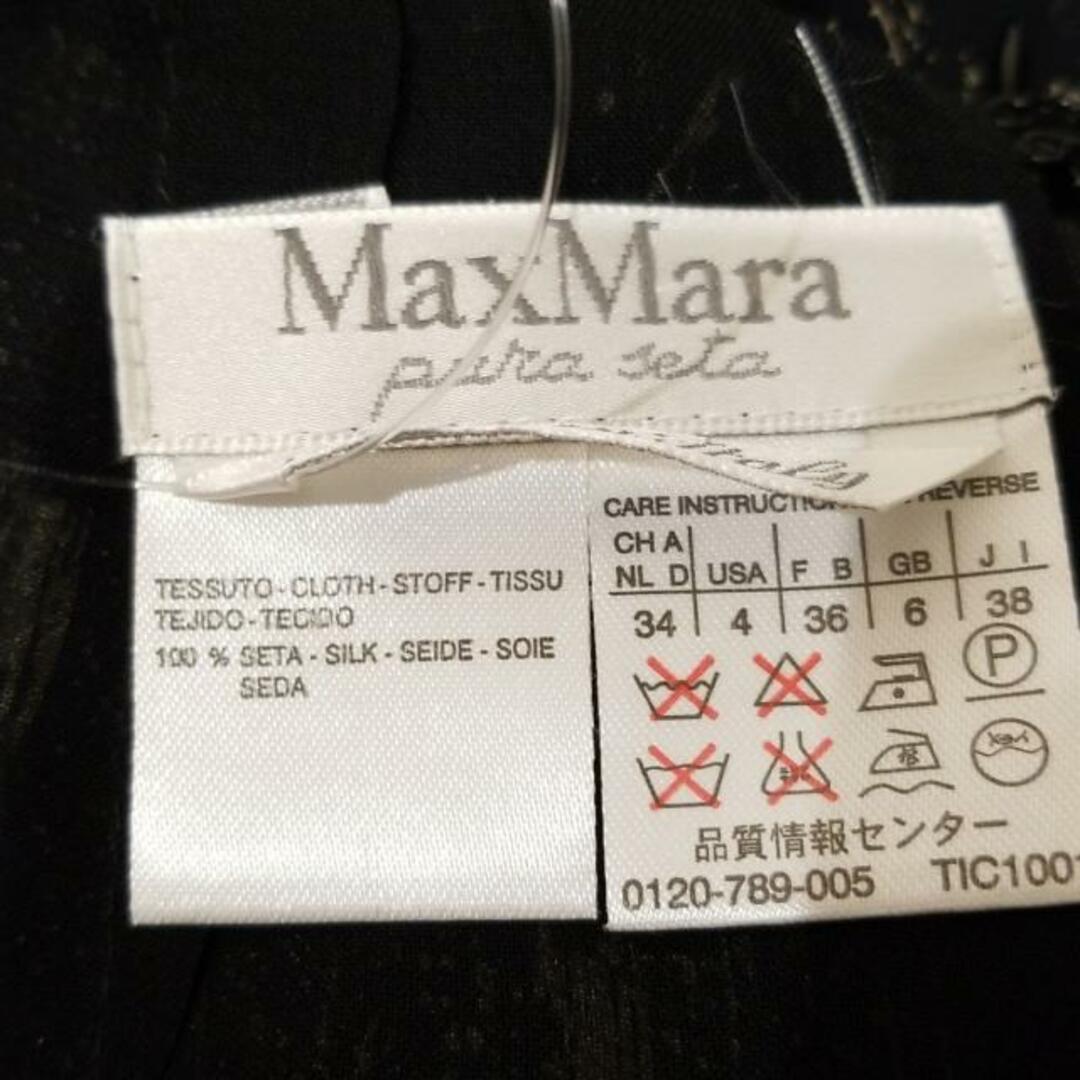 MaxMara
pura seta
TESSUTO - CLOTH - STOFF - TISSU
TEJIDO - TECIDO
100 % SETA - SILK - SEIDE - SOIE
SEDA
CARE INSTRUCTION REVERSE
CH A
NL D USA F B GB J I
34 4 36 6 38
P
品質情報センター
0120-789-005 TIC1001